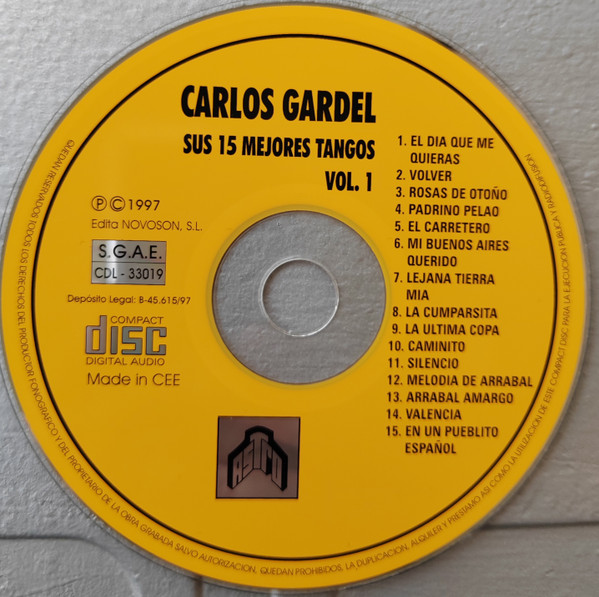 CARLOS GARDEL
SUS 15 MEJORES TANGOS
VOL. 1
Ⓟ © 1997
Edita NOVOSON, S.L.
S.G.A.E.
CDL - 33019
Depósito Legal: B-45.615/97
COMPACT
disc
DIGITAL AUDIO
Made in CEE
1. EL DIA QUE ME
QUIERAS
2. VOLVER
3. ROSAS DE OTOÑO
4. PADRINO PELAO
5. EL CARRETERO
6. MI BUENOS AIRES
QUERIDO
7. LEJANA TIERRA
MIA
8. LA CUMPARSITA
9. LA ULTIMA COPA
10. CAMINITO
11. SILENCIO
12. MELODIA DE ARRABAL
13. ARRABAL AMARGO
14. VALENCIA
15. EN UN PUEBLITO
ESPAÑOL
QUEDAN RESERVADOS TODOS LOS DERECHOS DEL PRODUCTOR FONOGRAFICO Y DEL PROPIETARIO DE LA OBRA GRABADA SALVO AUTORIZACION, QUEDAN PROHIBIDOS, LA DUPLICACION, ALQUILER Y PRESTAMO ASI COMO LA UTILIZACION DE ESTE COMPACT DISC PARA LA EJECUCION PUBLICA Y RADIODIFUSION